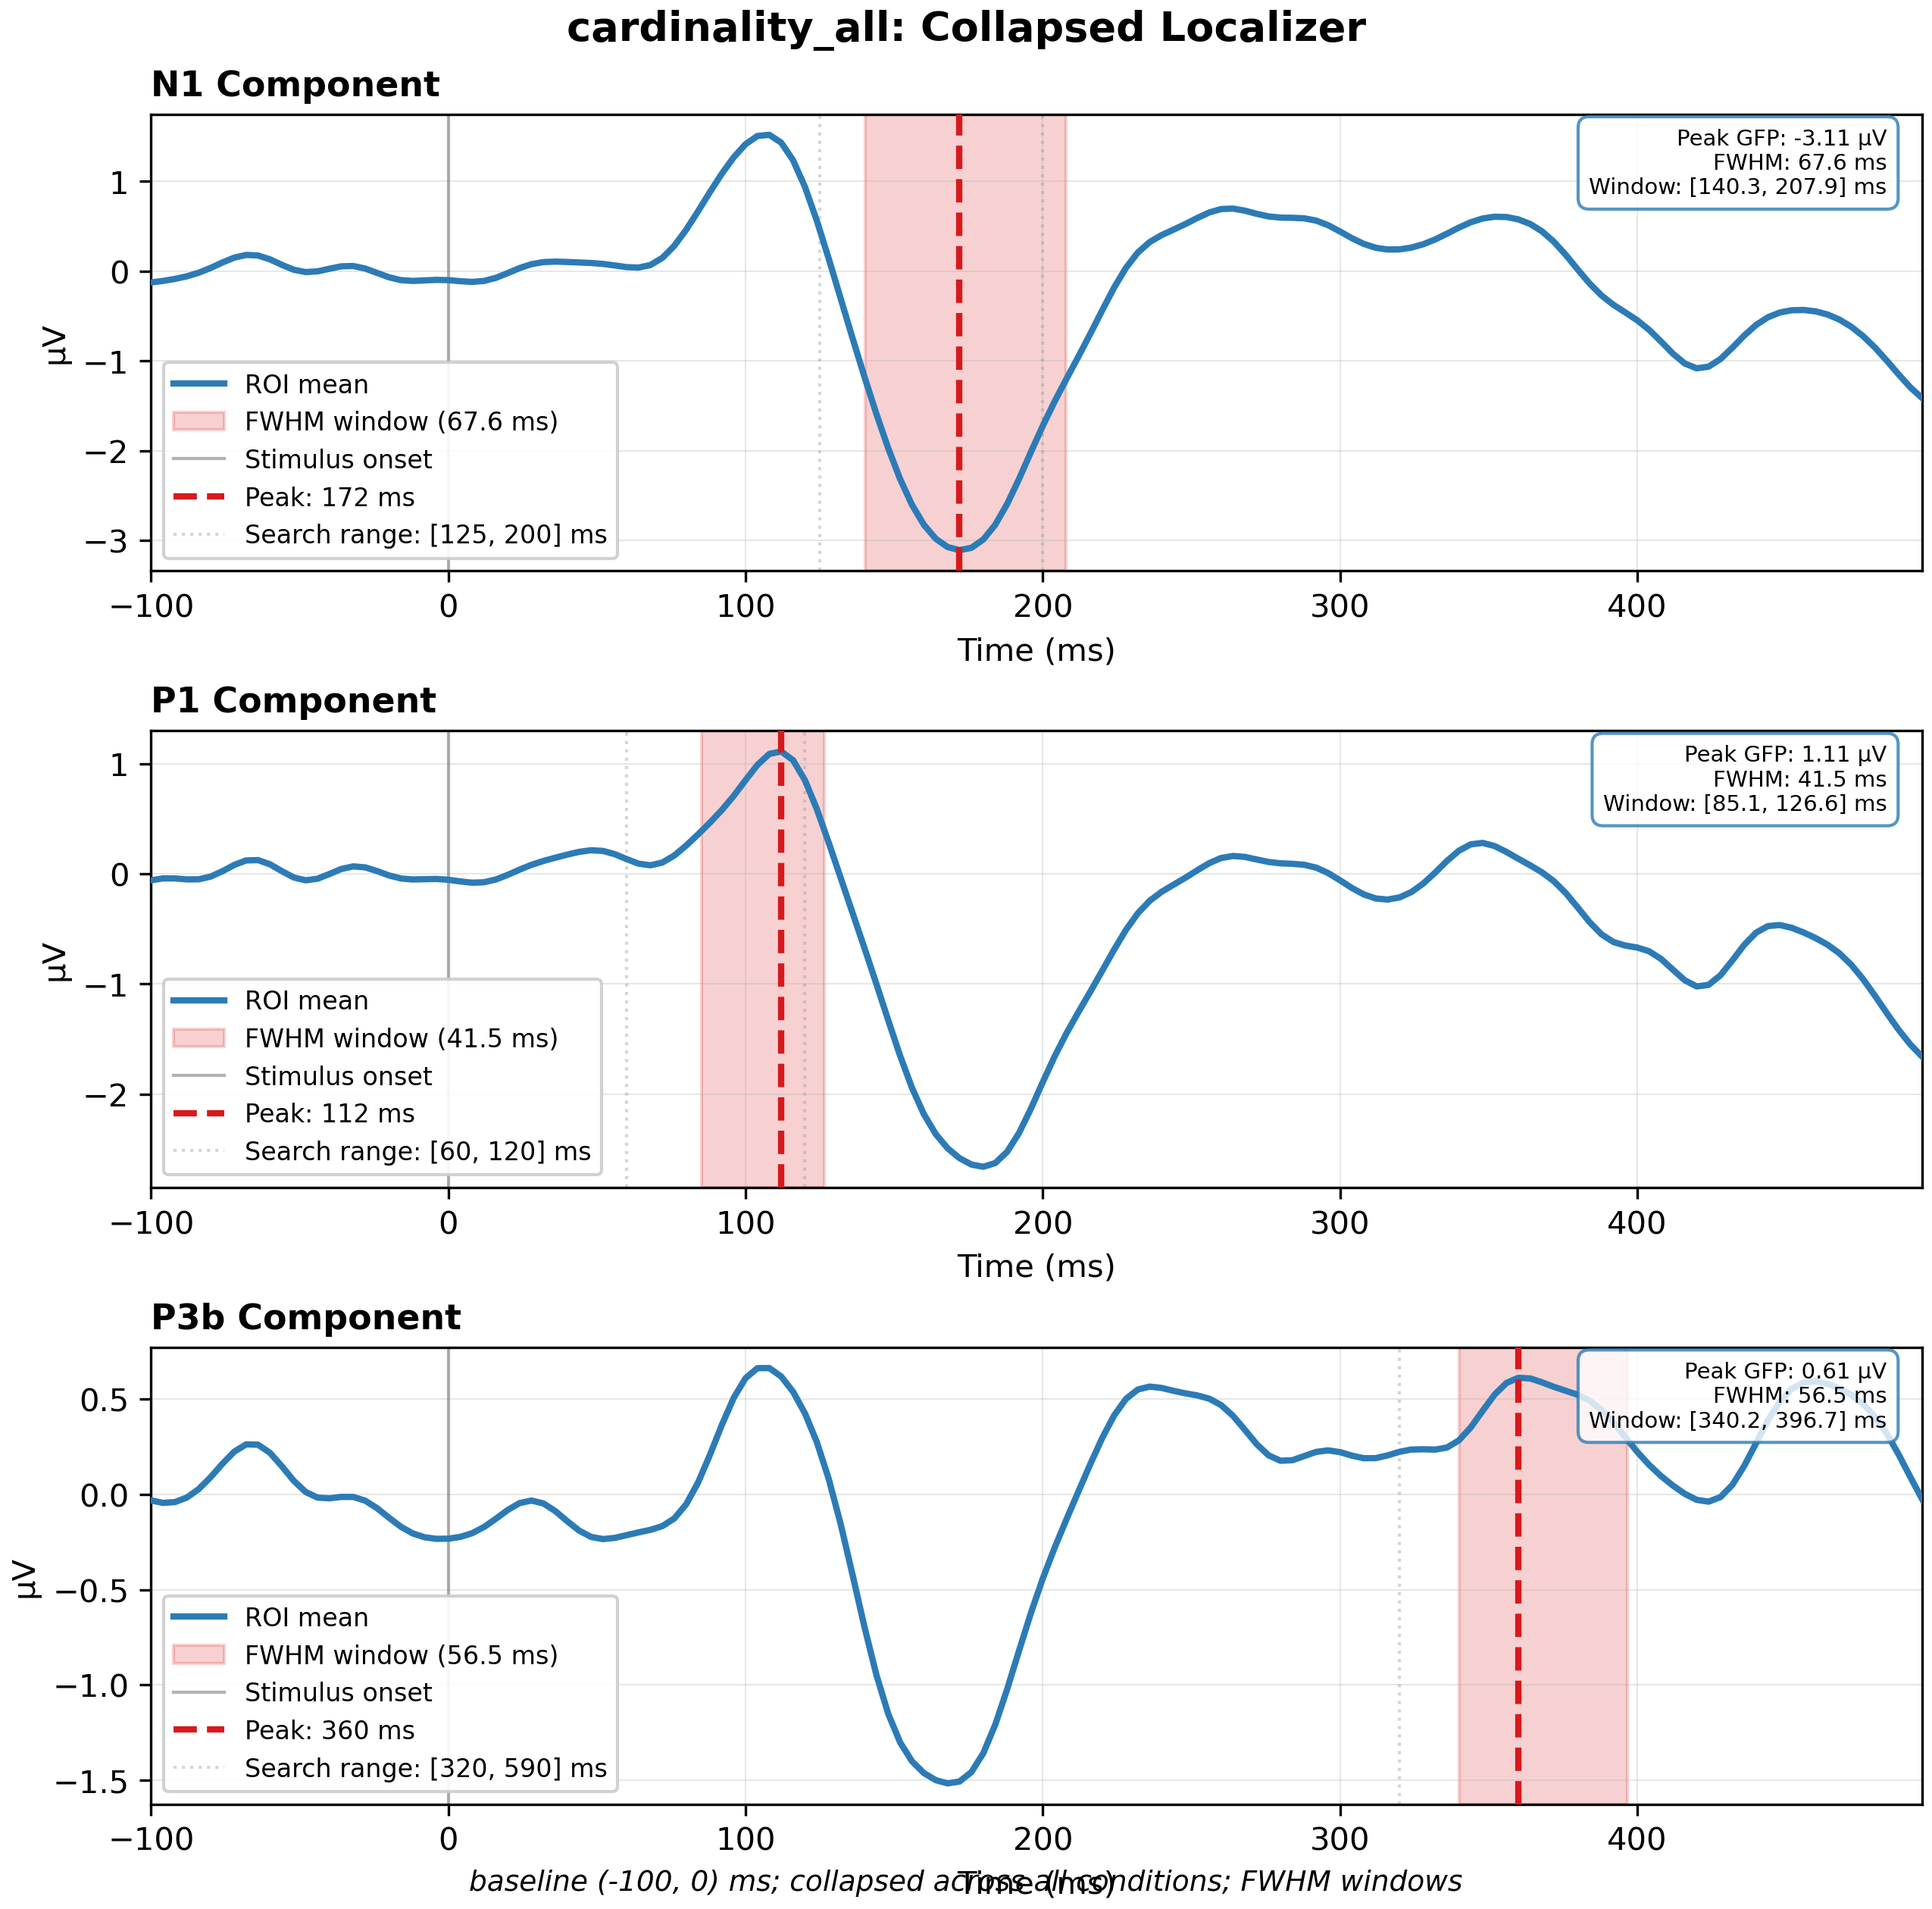 cardinality_all: Collapsed Localizer
N1 Component
Peak GFP: -3.11 µV
FWHM: 67.6 ms
Window: [140.3, 207.9] ms
1
0
−1
−2
−3
µV
ROI mean
FWHM window (67.6 ms)
Stimulus onset
Peak: 172 ms
Search range: [125, 200] ms
−100 0 100 200 300 400
Time (ms)
P1 Component
Peak GFP: 1.11 µV
FWHM: 41.5 ms
Window: [85.1, 126.6] ms
1
0
−1
−2
µV
ROI mean
FWHM window (41.5 ms)
Stimulus onset
Peak: 112 ms
Search range: [60, 120] ms
−100 0 100 200 300 400
Time (ms)
P3b Component
Peak GFP: 0.61 µV
FWHM: 56.5 ms
Window: [340.2, 396.7] ms
0.5
0.0
−0.5
−1.0
−1.5
µV
ROI mean
FWHM window (56.5 ms)
Stimulus onset
Peak: 360 ms
Search range: [320, 590] ms
−100 0 100 200 300 400
Time (ms)
baseline (-100, 0) ms; collapsed across all conditions; FWHM windows